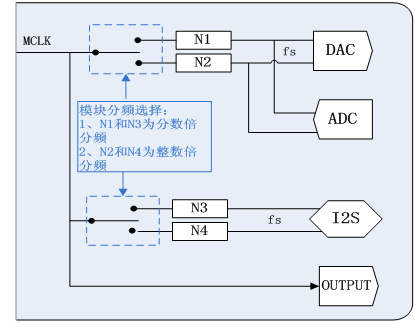 MCLK
N1
N2
fs
DAC
ADC
模块分频选择:
1、N1和N3为分数倍
分频
2、N2和N4为整数倍
分频
N3
N4
fs
I2S
OUTPUT